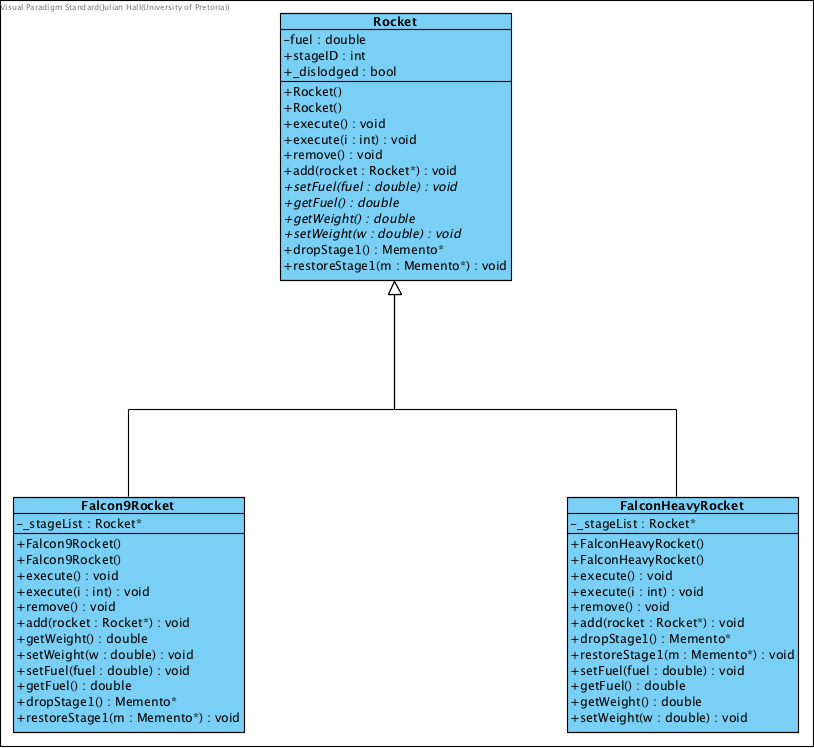 Visual Paradigm Standard(Julian Hall(University of Pretoria))
Rocket
-fuel : double
+stageID : int
+_dislodged : bool
+Rocket()
+Rocket()
+execute() : void
+execute(i : int) : void
+remove() : void
+add(rocket : Rocket*) : void
+setFuel(fuel : double) : void
+getFuel() : double
+getWeight() : double
+setWeight(w : double) : void
+dropStage1() : Memento*
+restoreStage1(m : Memento*) : void
Falcon9Rocket
-_stageList : Rocket*
+Falcon9Rocket()
+Falcon9Rocket()
+execute() : void
+execute(i : int) : void
+remove() : void
+add(rocket : Rocket*) : void
+getWeight() : double
+setWeight(w : double) : void
+setFuel(fuel : double) : void
+getFuel() : double
+dropStage1() : Memento*
+restoreStage1(m : Memento*) : void
FalconHeavyRocket
-_stageList : Rocket*
+FalconHeavyRocket()
+FalconHeavyRocket()
+execute() : void
+execute(i : int) : void
+remove() : void
+add(rocket : Rocket*) : void
+dropStage1() : Memento*
+restoreStage1(m : Memento*) : void
+setFuel(fuel : double) : void
+getFuel() : double
+getWeight() : double
+setWeight(w : double) : void